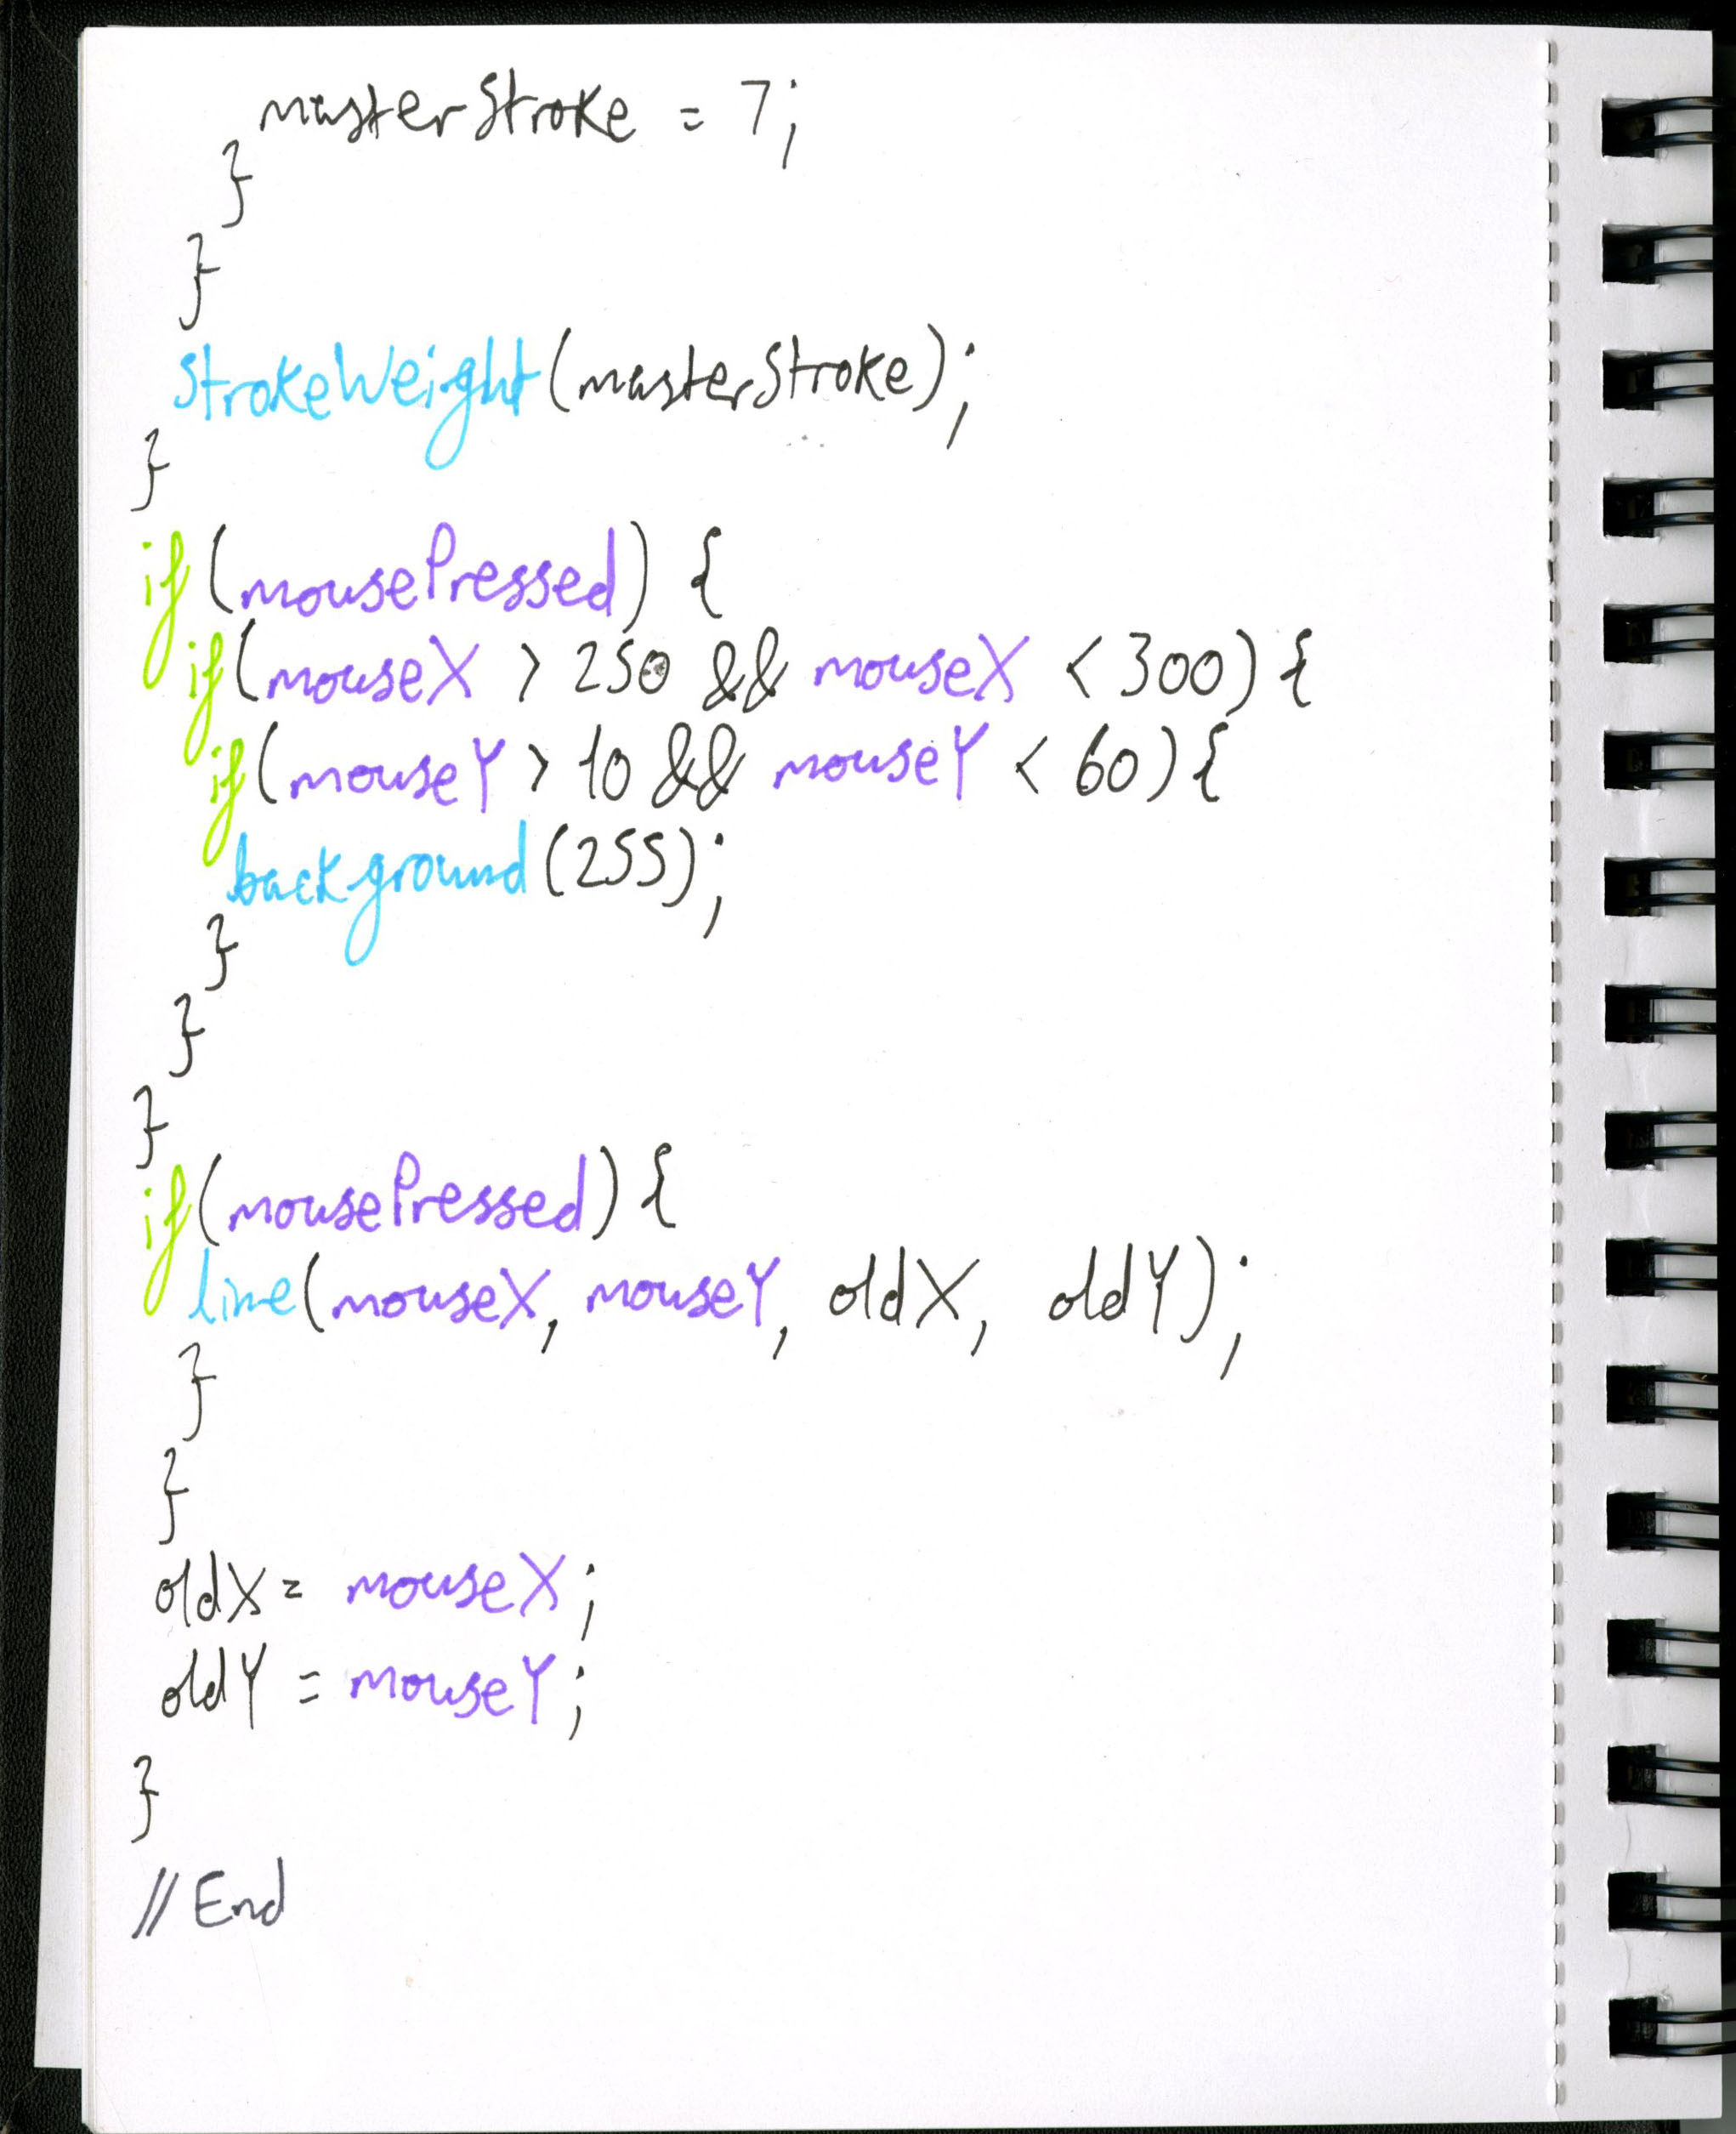 masterStroke = 7;
}
}
strokeWeight(masterStroke);
}
if(mousePressed) {
if(mouseX > 250 && mouseX < 300) {
if(mouseY > 10 && mouseY < 60) {
background(255);
}
}
}
if(mousePressed) {
line(mouseX, mouseY, oldX, oldY);
}
}
oldX = mouseX;
oldY = mouseY;
}
// End